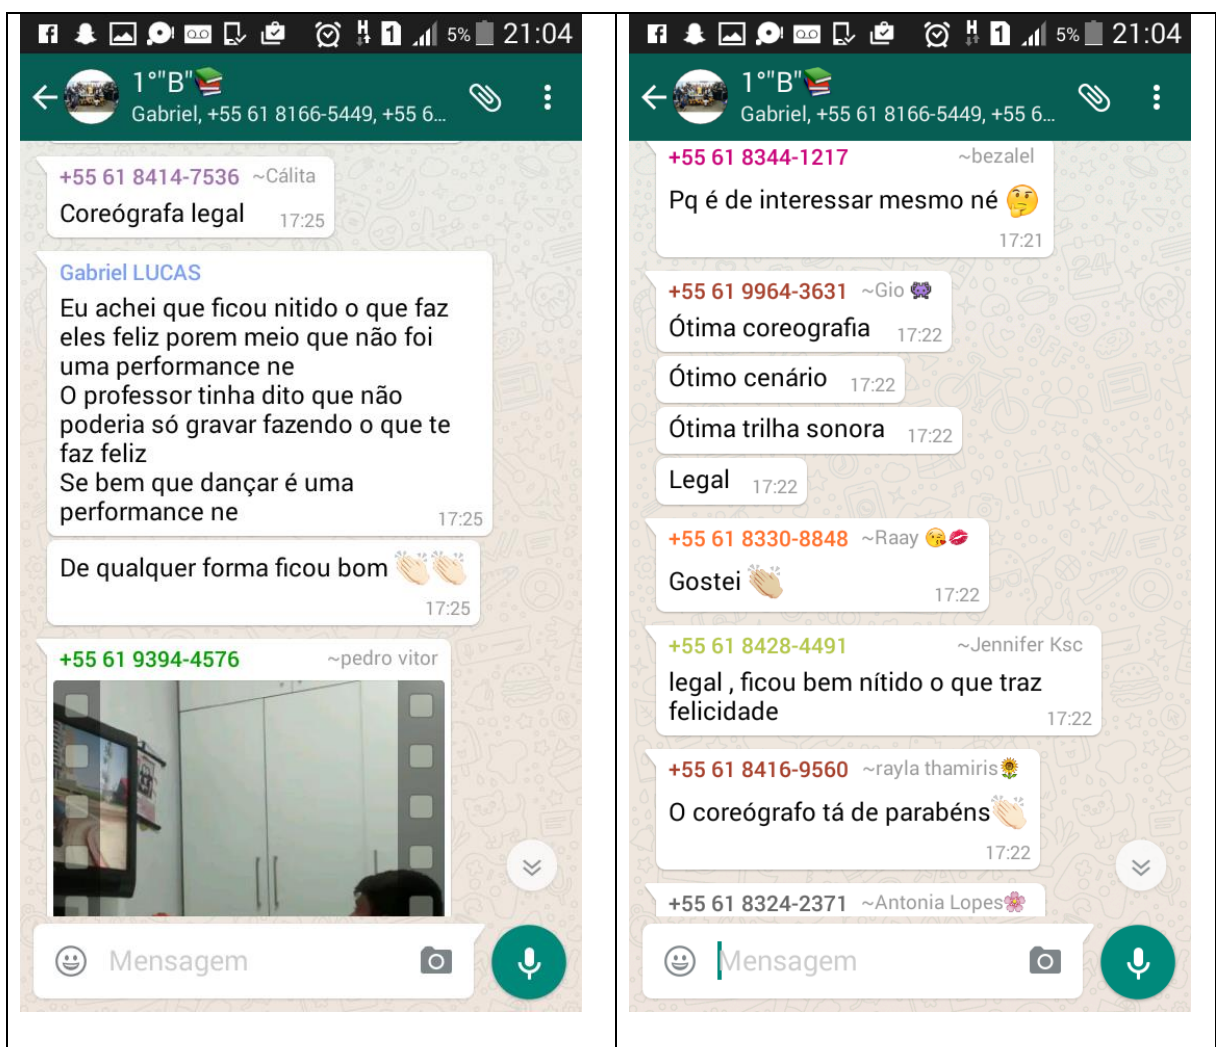 5% 21:04
1°"B"📚
Gabriel, +55 61 8166-5449, +55 6...
+55 61 8414-7536 ~Cálita
Coreógrafa legal 17:25
Gabriel LUCAS
Eu achei que ficou nitido o que faz
eles feliz porem meio que não foi
uma performance ne
O professor tinha dito que não
poderia só gravar fazendo o que te
faz feliz
Se bem que dançar é uma
performance ne
17:25
De qualquer forma ficou bom 👏🏻👏🏻
17:25
+55 61 9394-4576 ~pedro vitor
Mensagem
5% 21:04
1°"B"📚
Gabriel, +55 61 8166-5449, +55 6...
+55 61 8344-1217 ~bezalel
Pq é de interessar mesmo né 🤔
17:21
+55 61 9964-3631 ~Gio 👾
Ótima coreografia 17:22
Ótimo cenário 17:22
Ótima trilha sonora 17:22
Legal 17:22
+55 61 8330-8848 ~Raay 😘💋
Gostei 👏🏻
17:22
+55 61 8428-4491 ~Jennifer Ksc
legal , ficou bem nítido o que traz
felicidade 17:22
+55 61 8416-9560 ~rayla thamiris🌻
O coreógrafo tá de parabéns👏🏻
17:22
+55 61 8324-2371 ~Antonia Lopes🌸
Mensagem